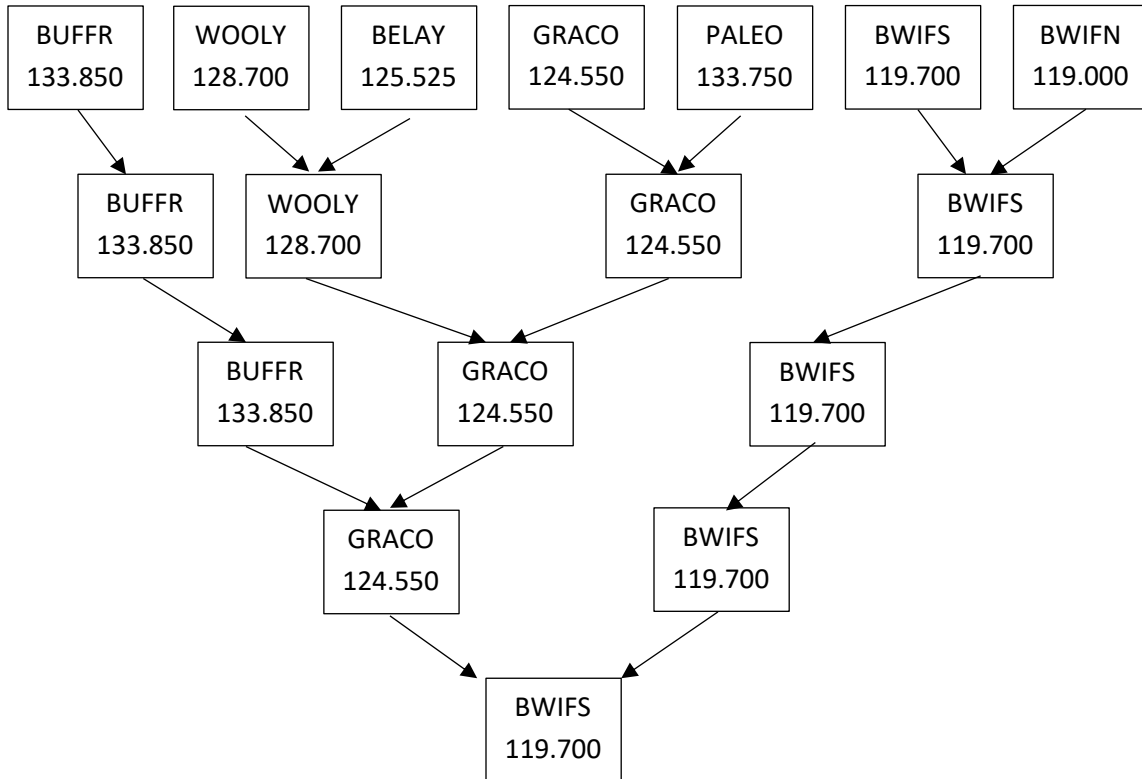 BUFFR
133.850
WOOLY
128.700
BELAY
125.525
GRACO
124.550
PALEO
133.750
BWIFS
119.700
BWIFN
119.000
BUFFR
133.850
WOOLY
128.700
GRACO
124.550
BWIFS
119.700
BUFFR
133.850
GRACO
124.550
BWIFS
119.700
GRACO
124.550
BWIFS
119.700
BWIFS
119.700